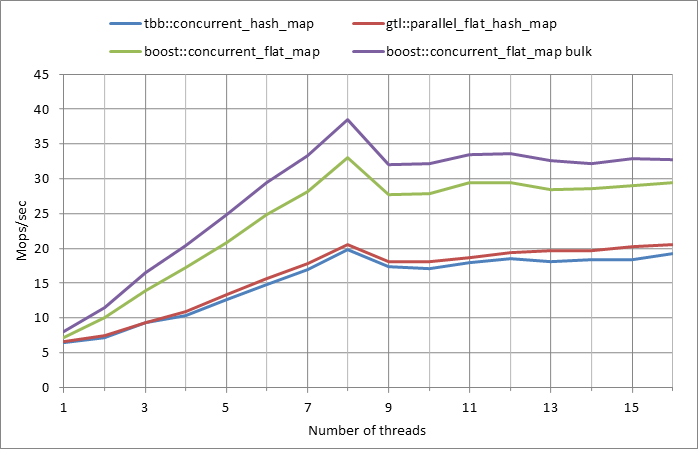 tbb::concurrent_hash_map gtl::parallel_flat_hash_map
boost::concurrent_flat_map boost::concurrent_flat_map bulk
45
40
35
30
25
20
15
10
5
0
Mops/sec
1 3 5 7 9 11 13 15
Number of threads